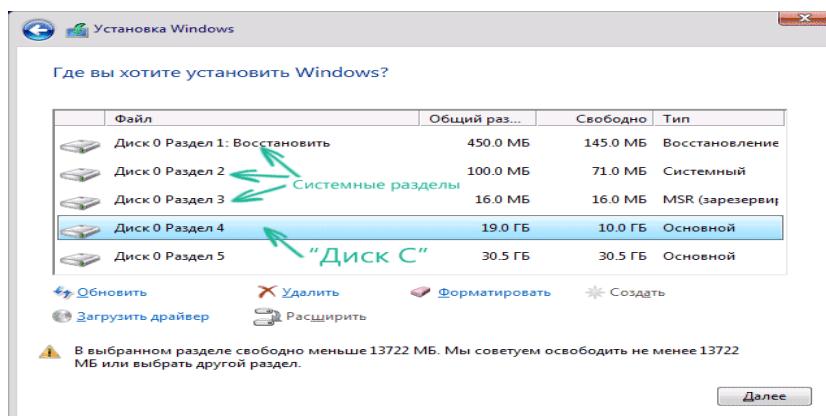 Установка Windows
Где вы хотите установить Windows?
Файл Общий раз... Свободно Тип
Диск 0 Раздел 1: Восстановить 450.0 МБ 145.0 МБ Восстановление
Диск 0 Раздел 2 100.0 МБ 71.0 МБ Системный
Системные разделы
Диск 0 Раздел 3 16.0 МБ 16.0 МБ MSR (зарезервир
Диск 0 Раздел 4 19.0 ГБ 10.0 ГБ Основной
"Диск С"
Диск 0 Раздел 5 30.5 ГБ 30.5 ГБ Основной
Обновить Удалить Форматировать Создать
Загрузить драйвер Расширить
В выбранном разделе свободно меньше 13722 МБ. Мы советуем освободить не менее 13722
МБ или выбрать другой раздел.
Далее